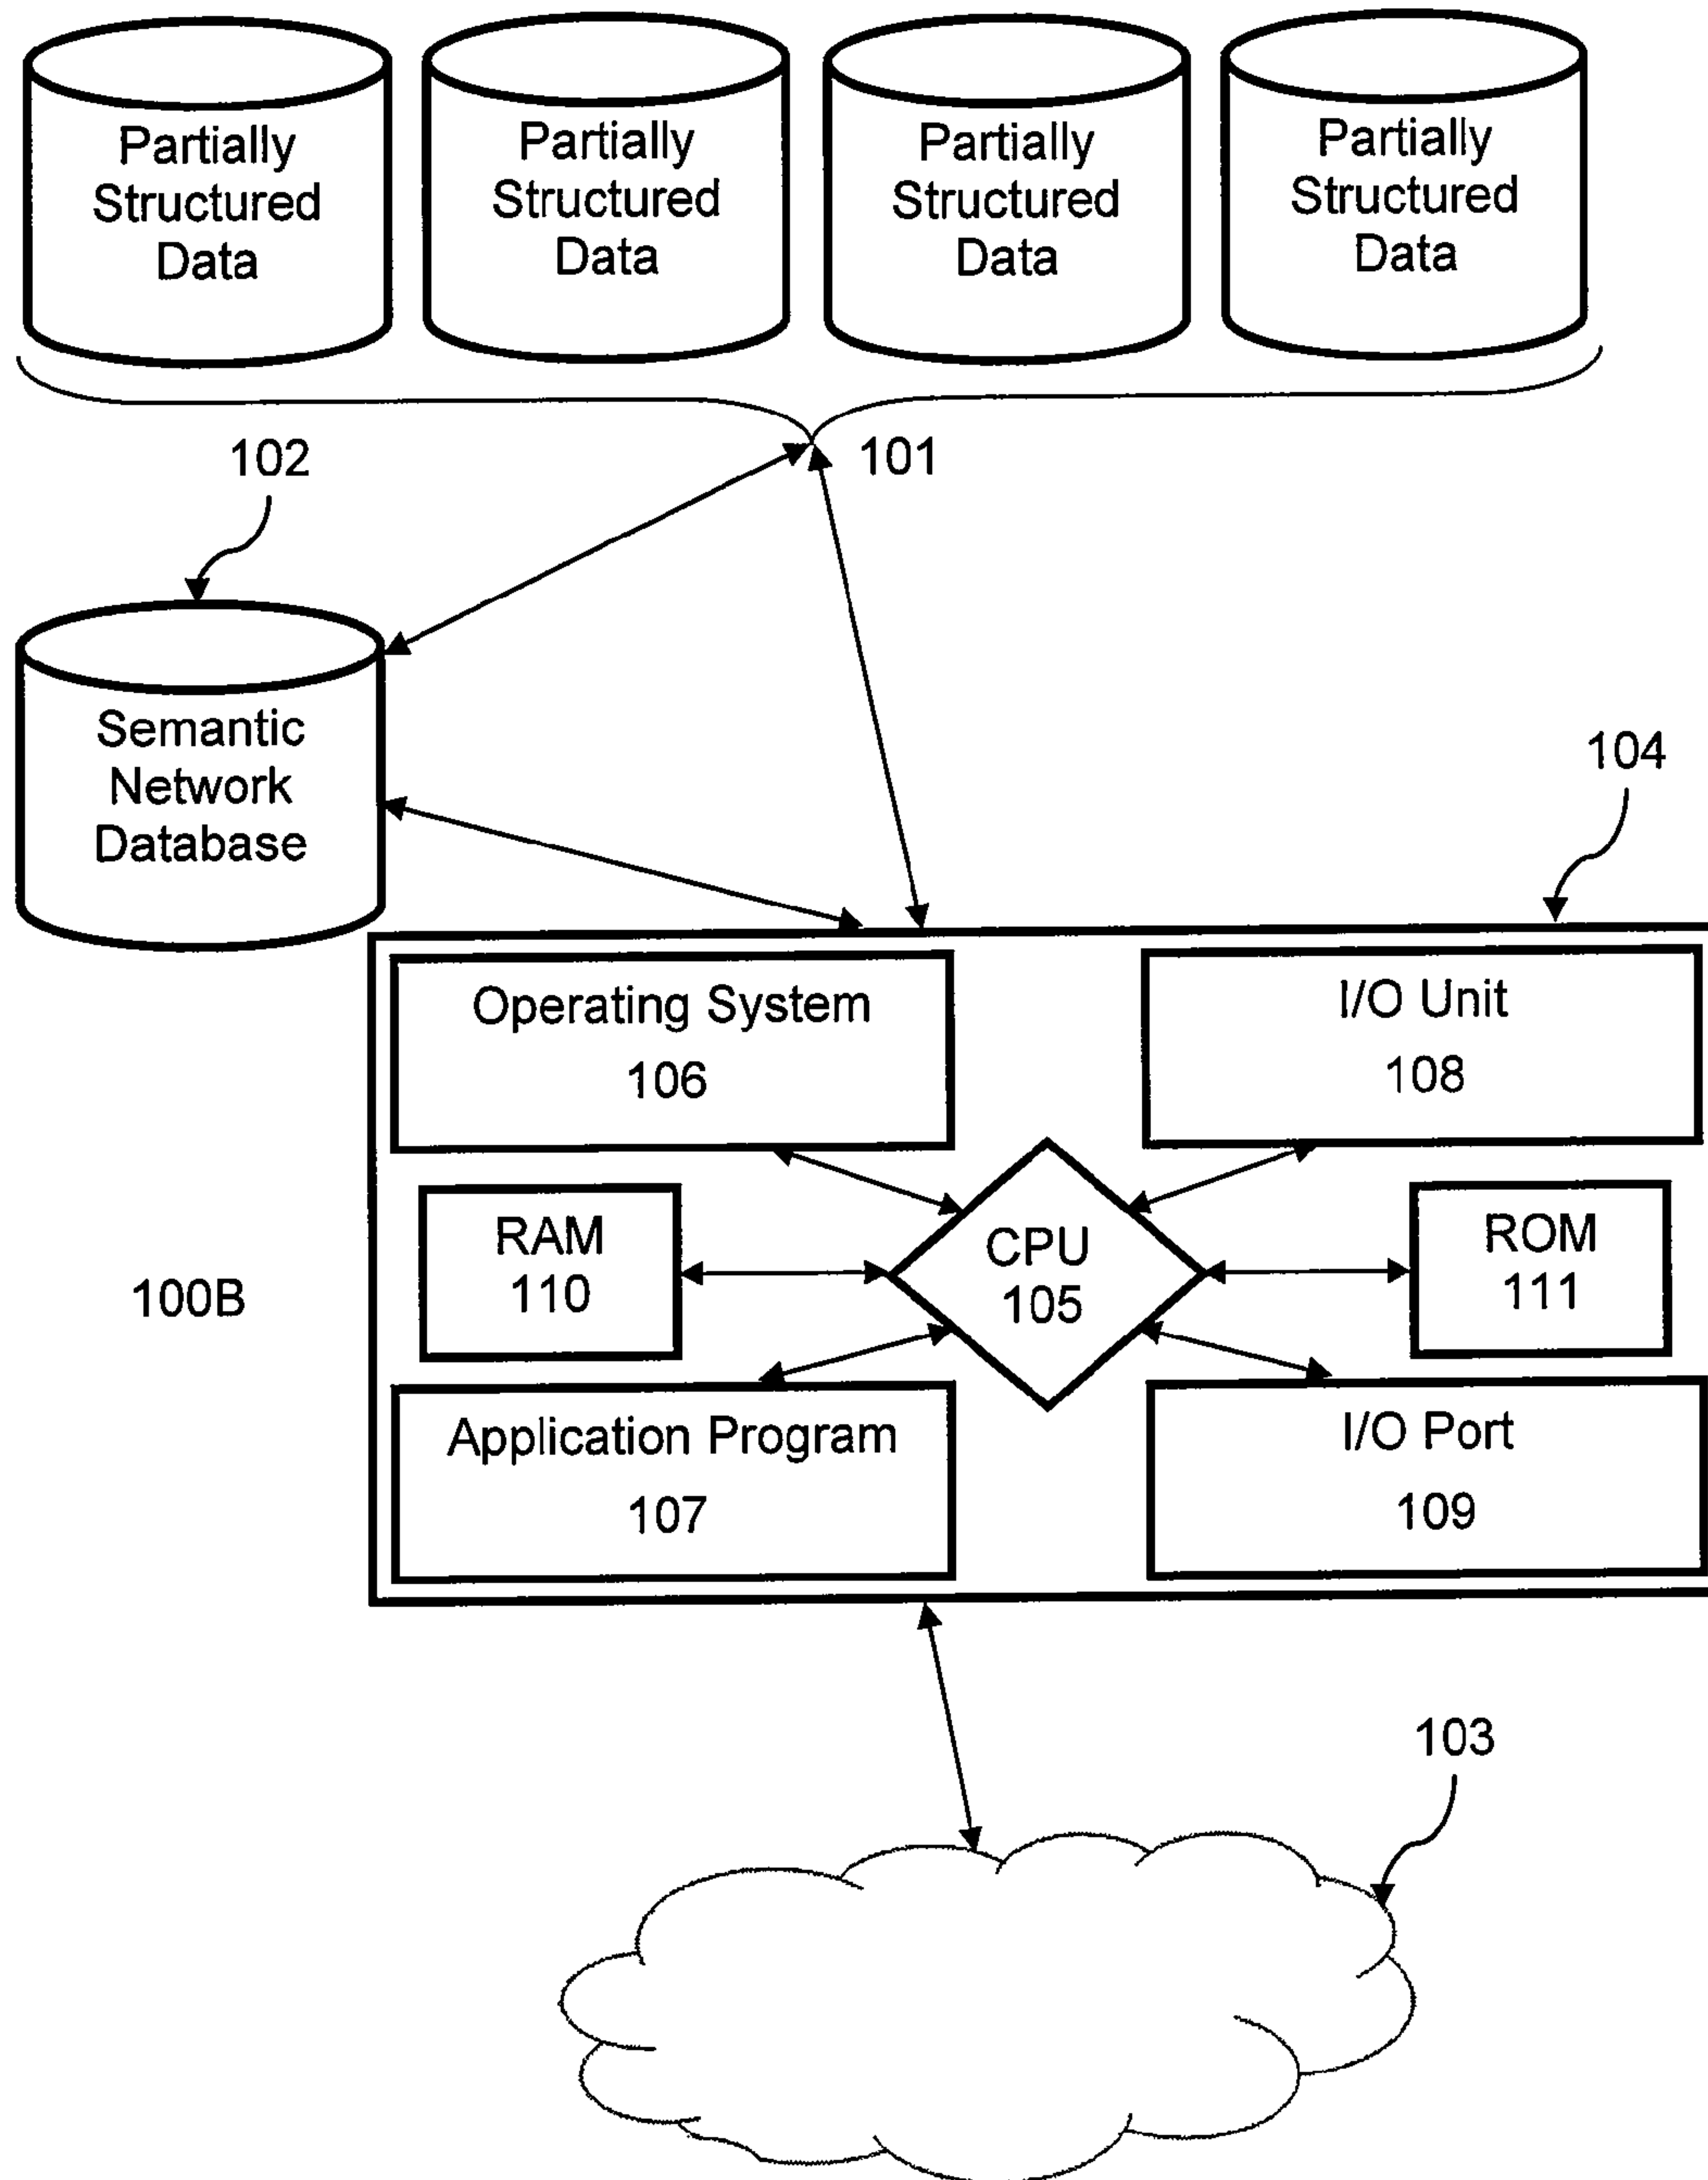 Partially
Structured
Data
Partially
Structured
Data
Partially
Structured
Data
Partially
Structured
Data
101
102
Semantic
Network
Database
104
Operating System
106
I/O Unit
108
RAM
110
CPU
105
ROM
111
100B
Application Program
107
I/O Port
109
103